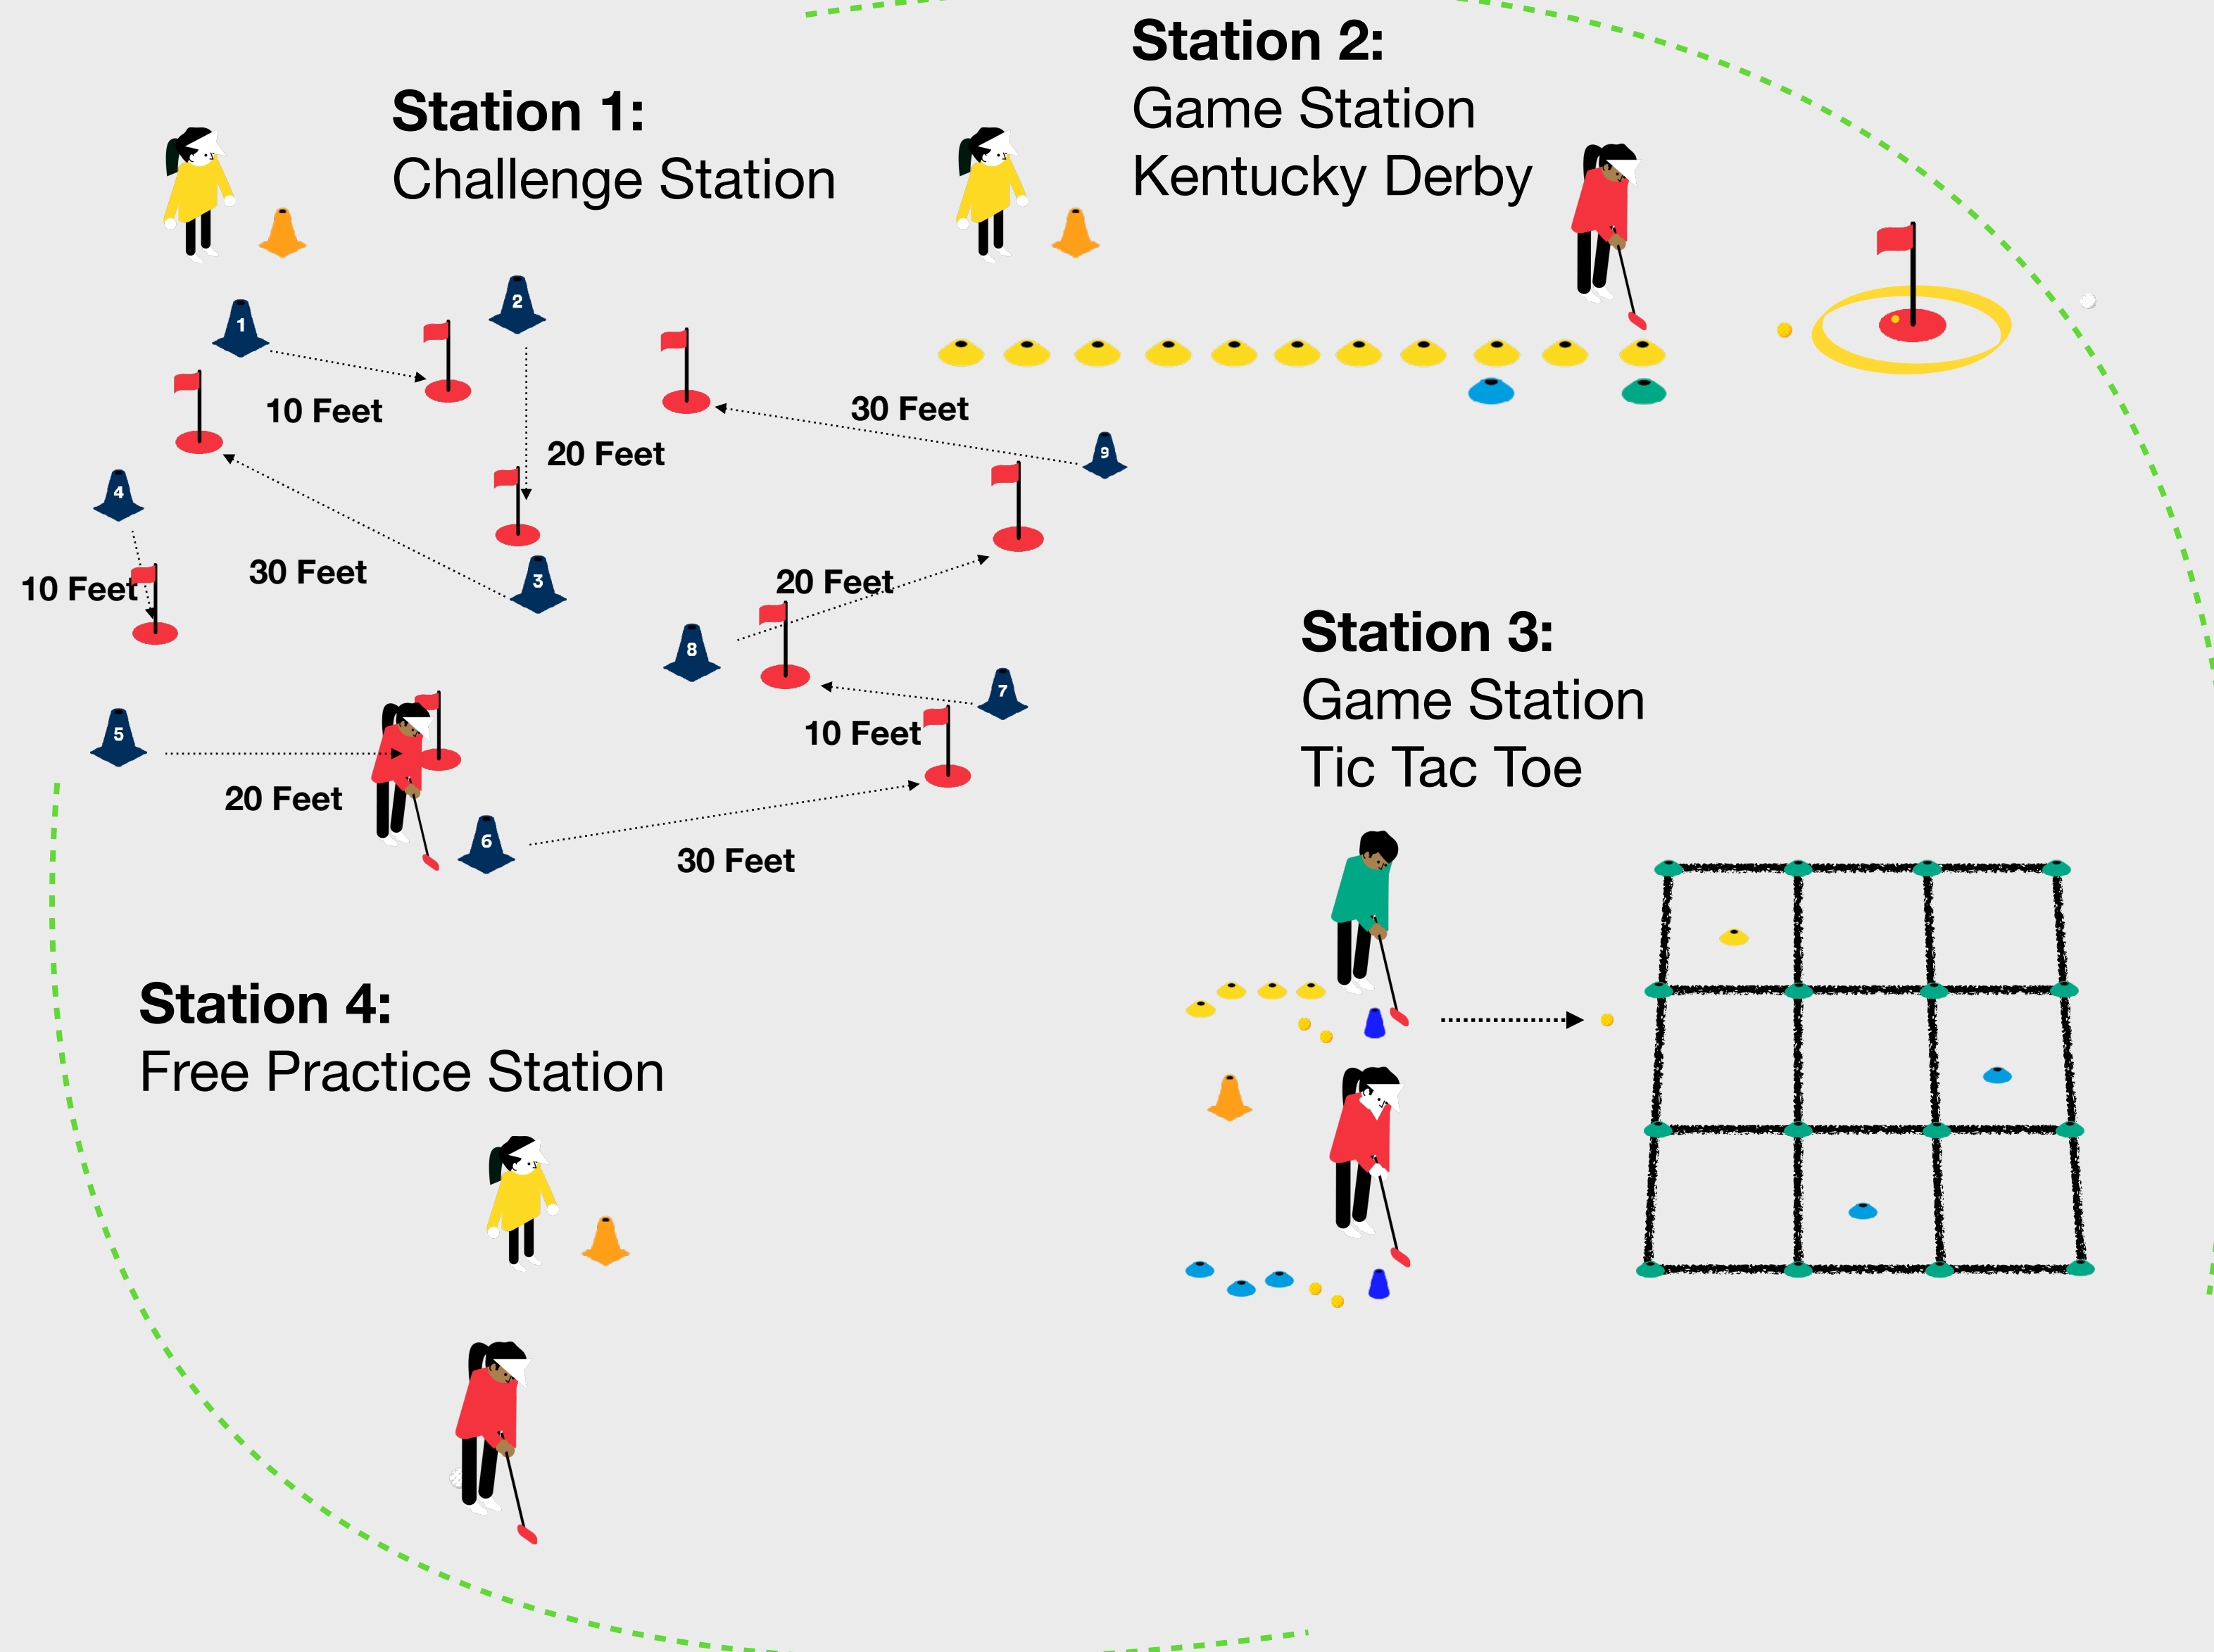 Station 1:
Challenge Station
Station 2:
Game Station
Kentucky Derby
1
10 Feet
2
20 Feet
3
30 Feet
4
10 Feet
5
20 Feet
6
30 Feet
7
10 Feet
8
20 Feet
9
30 Feet
Station 3:
Game Station
Tic Tac Toe
Station 4:
Free Practice Station